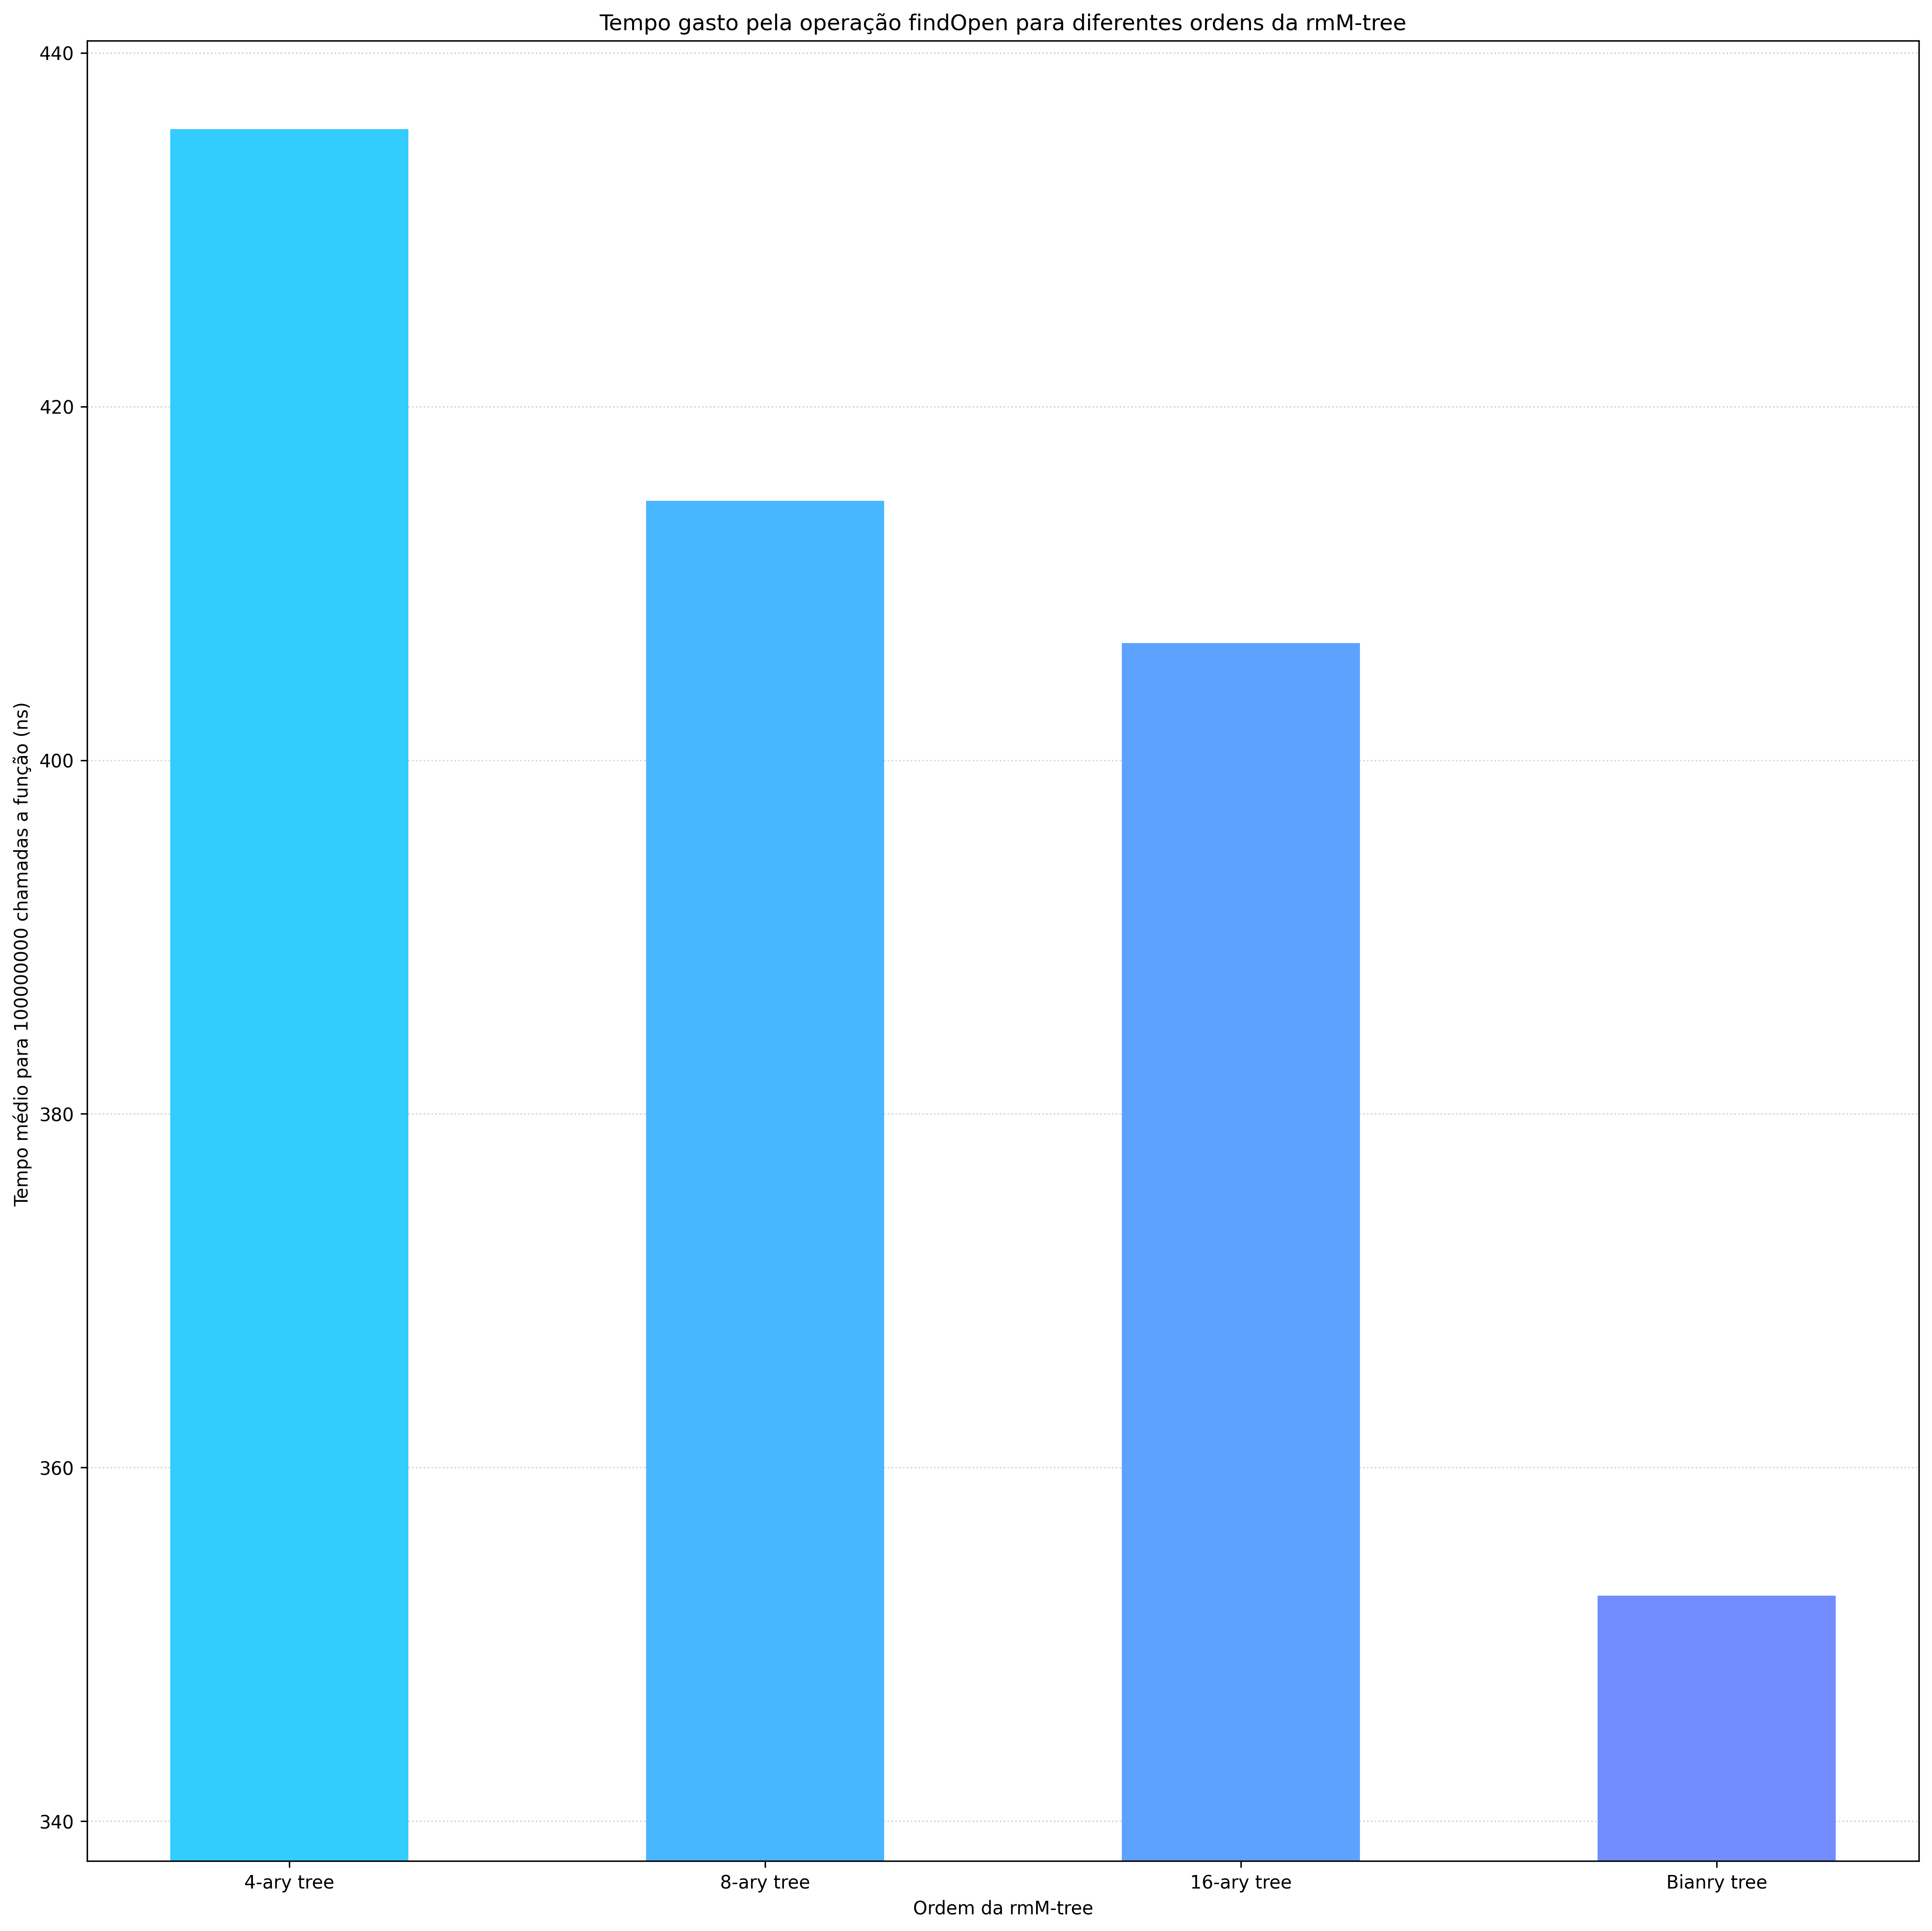 Tempo gasto pela operação findOpen para diferentes ordens da rmM-tree
Tempo médio para 100000000 chamadas a função (ns)
440
420
400
380
360
340
4-ary tree
8-ary tree
16-ary tree
Bianry tree
Ordem da rmM-tree